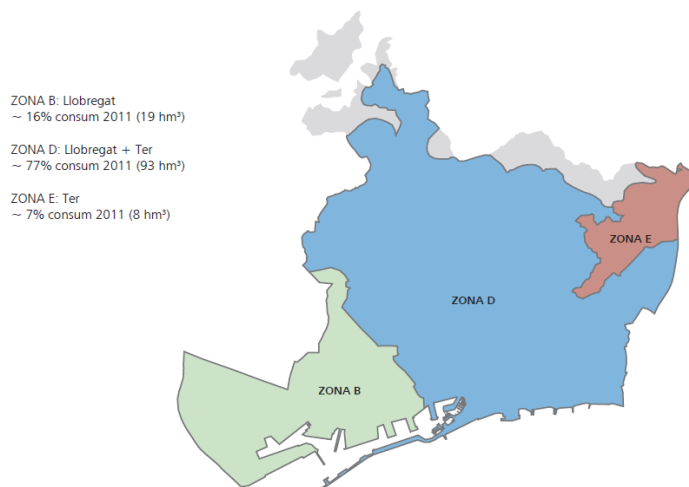 ZONA B: Llobregat
~ 16% consum 2011 (19 hm³)
ZONA D: Llobregat + Ter
~ 77% consum 2011 (93 hm³)
ZONA E: Ter
~ 7% consum 2011 (8 hm³)
ZONA E
ZONA D
ZONA B